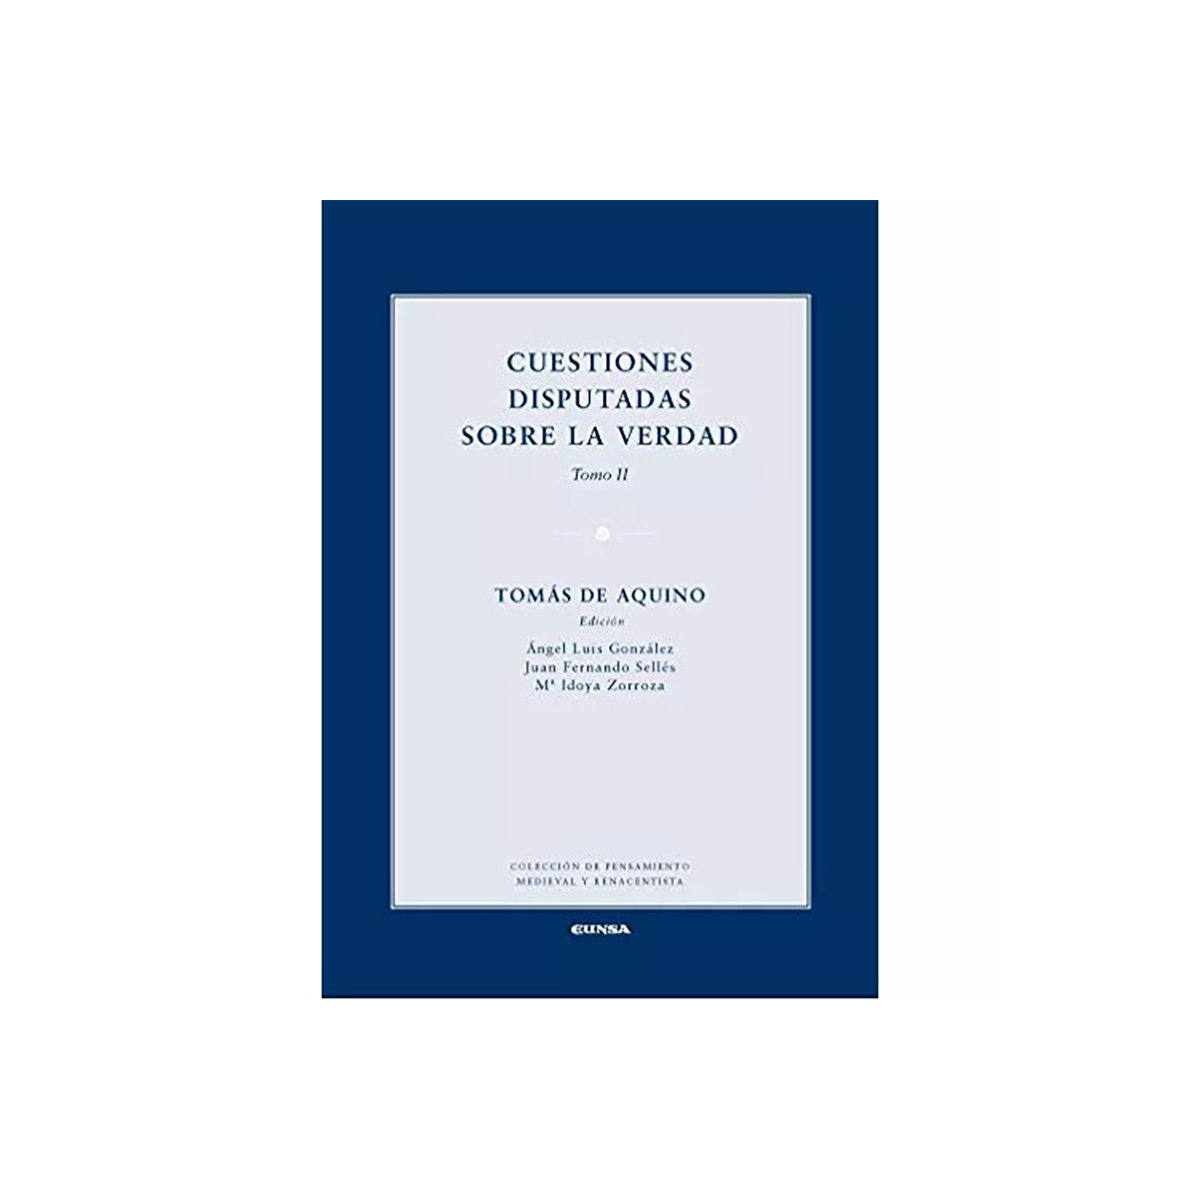 CUESTIONES
DISPUTADAS
SOBRE LA VERDAD
Tomo II
TOMÁS DE AQUINO
Edición
Ángel Luis González
Juan Fernando Sellés
Mª Idoya Zorroza
COLECCIÓN DE PENSAMIENTO
MEDIEVAL Y RENACENTISTA
EUNSA